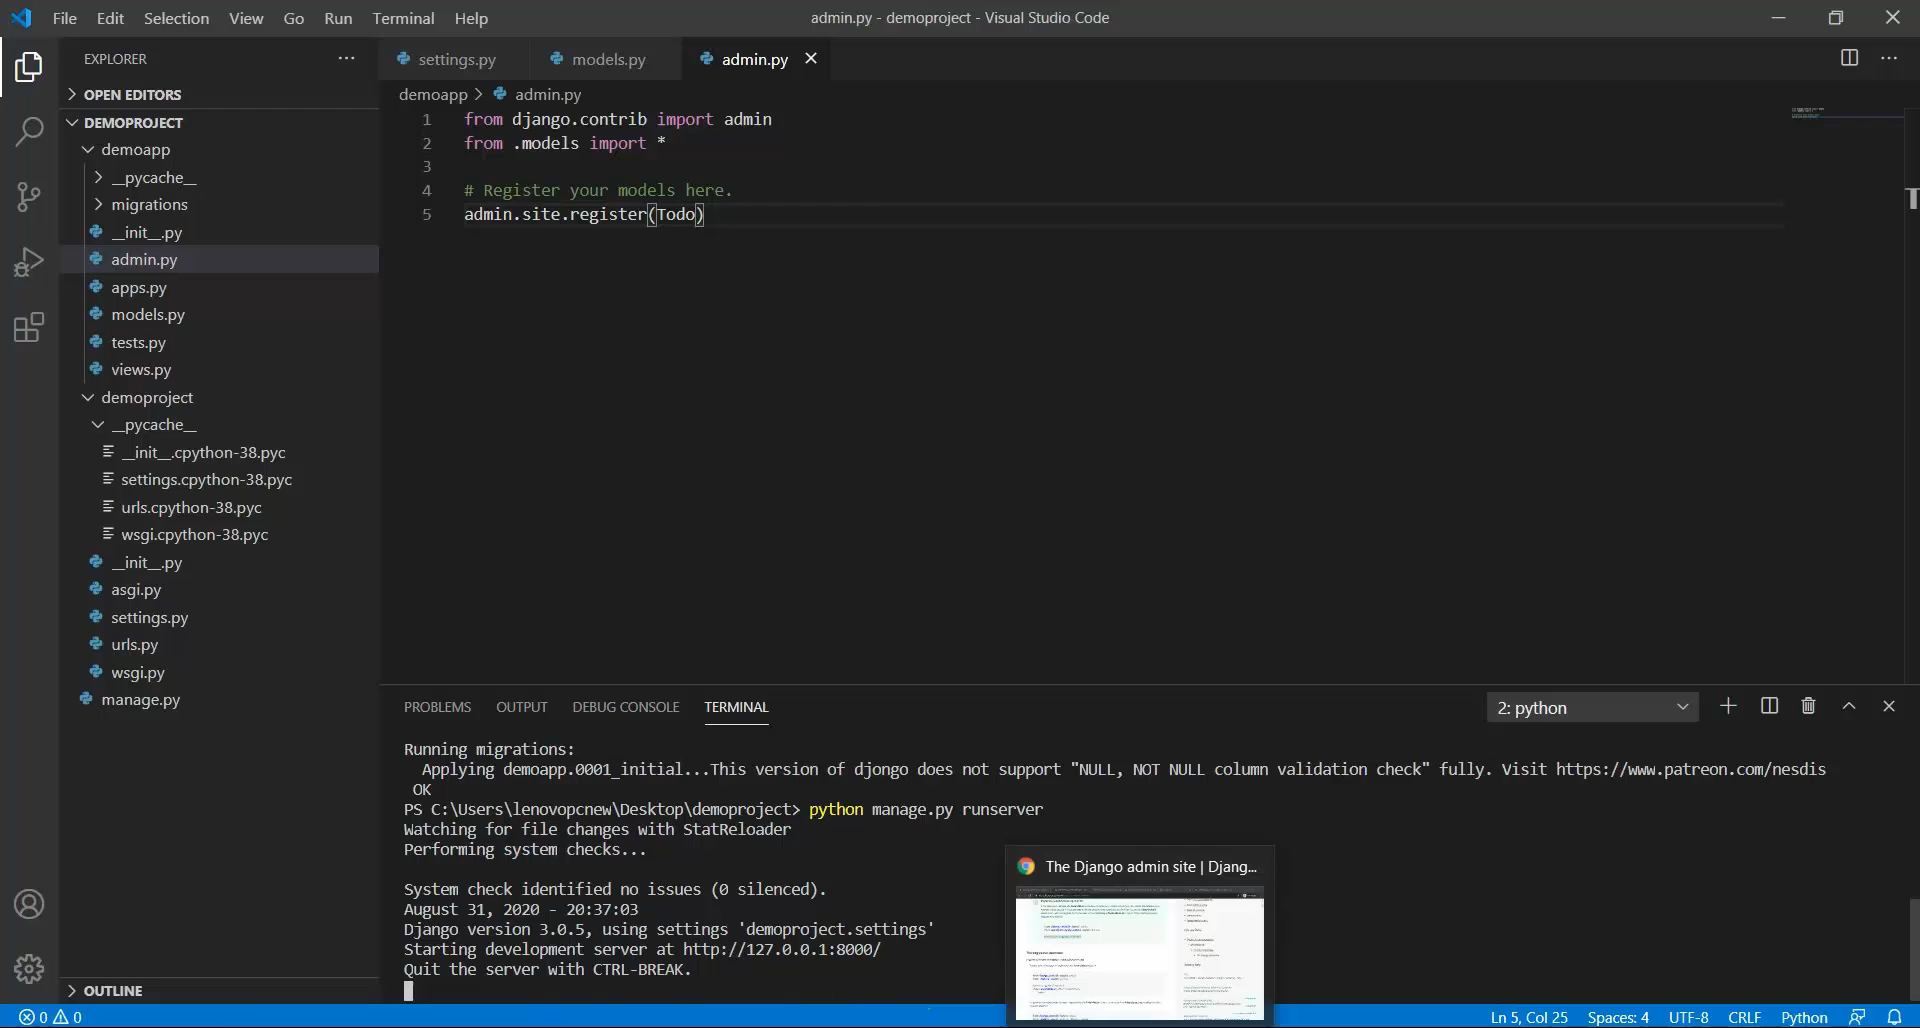 File Edit Selection View Go Run Terminal Help
admin.py - demoproject - Visual Studio Code
EXPLORER
settings.py models.py admin.py
OPEN EDITORS
demoapp > admin.py
DEMOPROJECT
demoapp
__pycache__
migrations
__init__.py
admin.py
apps.py
models.py
tests.py
views.py
demoproject
__pycache__
__init__.cpython-38.pyc
settings.cpython-38.pyc
urls.cpython-38.pyc
wsgi.cpython-38.pyc
__init__.py
asgi.py
settings.py
urls.py
wsgi.py
manage.py
OUTLINE
1 from django.contrib import admin
2 from .models import *
3
4 # Register your models here.
5 admin.site.register(Todo)
PROBLEMS OUTPUT DEBUG CONSOLE TERMINAL
2: python
Running migrations:
Applying demoapp.0001_initial...This version of djongo does not support "NULL, NOT NULL column validation check" fully. Visit https://www.patreon.com/nesdis
OK
PS C:\Users\lenovopcnew\Desktop\demoproject> python manage.py runserver
Watching for file changes with StatReloader
Performing system checks...
System check identified no issues (0 silenced).
August 31, 2020 - 20:37:03
Django version 3.0.5, using settings 'demoproject.settings'
Starting development server at http://127.0.0.1:8000/
Quit the server with CTRL-BREAK.
The Django admin site | Djang...
0 0
Ln 5, Col 25 Spaces: 4 UTF-8 CRLF Python